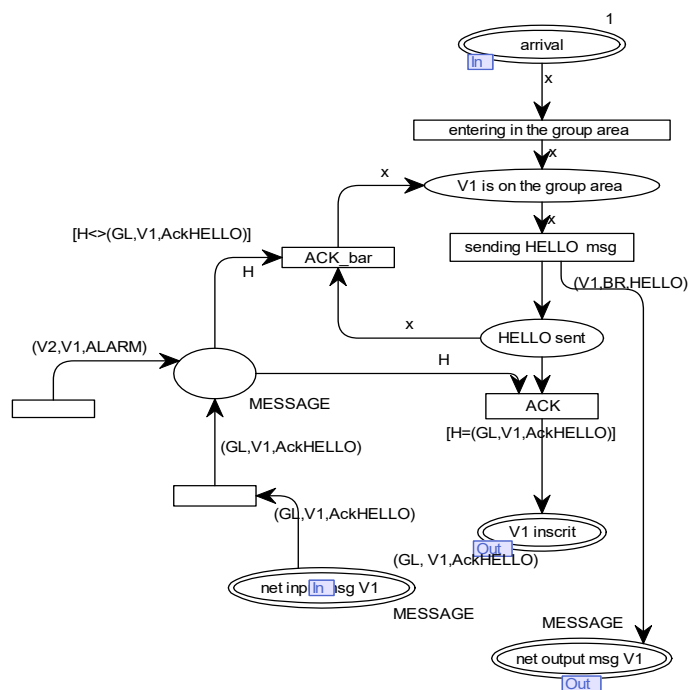 1
arrival
In
x
entering in the group area
x
x
V1 is on the group area
x
[H<>(GL,V1,AckHELLO)]
sending HELLO msg
ACK_bar
H
(V1,BR,HELLO)
x
HELLO sent
(V2,V1,ALARM)
H
MESSAGE
ACK
[H=(GL,V1,AckHELLO)]
(GL,V1,AckHELLO)
(GL,V1,AckHELLO)
V1 inscrit
Out
(GL, V1,AckHELLO)
net inp In sg V1
MESSAGE
MESSAGE
net output msg V1
Out